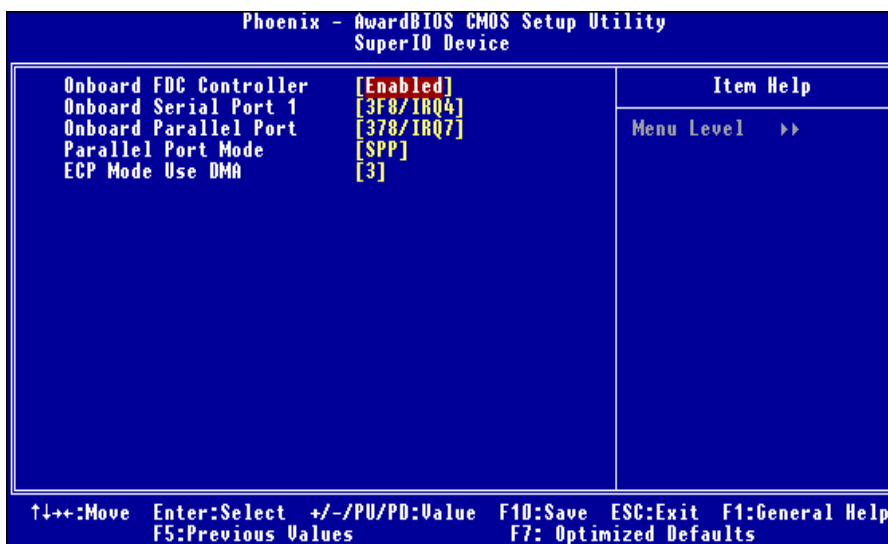 Phoenix - AwardBIOS CMOS Setup Utility
SuperIO Device
Onboard FDC Controller [Enabled]
Onboard Serial Port 1 [3F8/IRQ4]
Onboard Parallel Port [378/IRQ7]
Parallel Port Mode [SPP]
ECP Mode Use DMA [3]
Item Help
Menu Level ▸▸
↑↓→←:Move Enter:Select +/-/PU/PD:Value F10:Save ESC:Exit F1:General Help
F5:Previous Values F7: Optimized Defaults